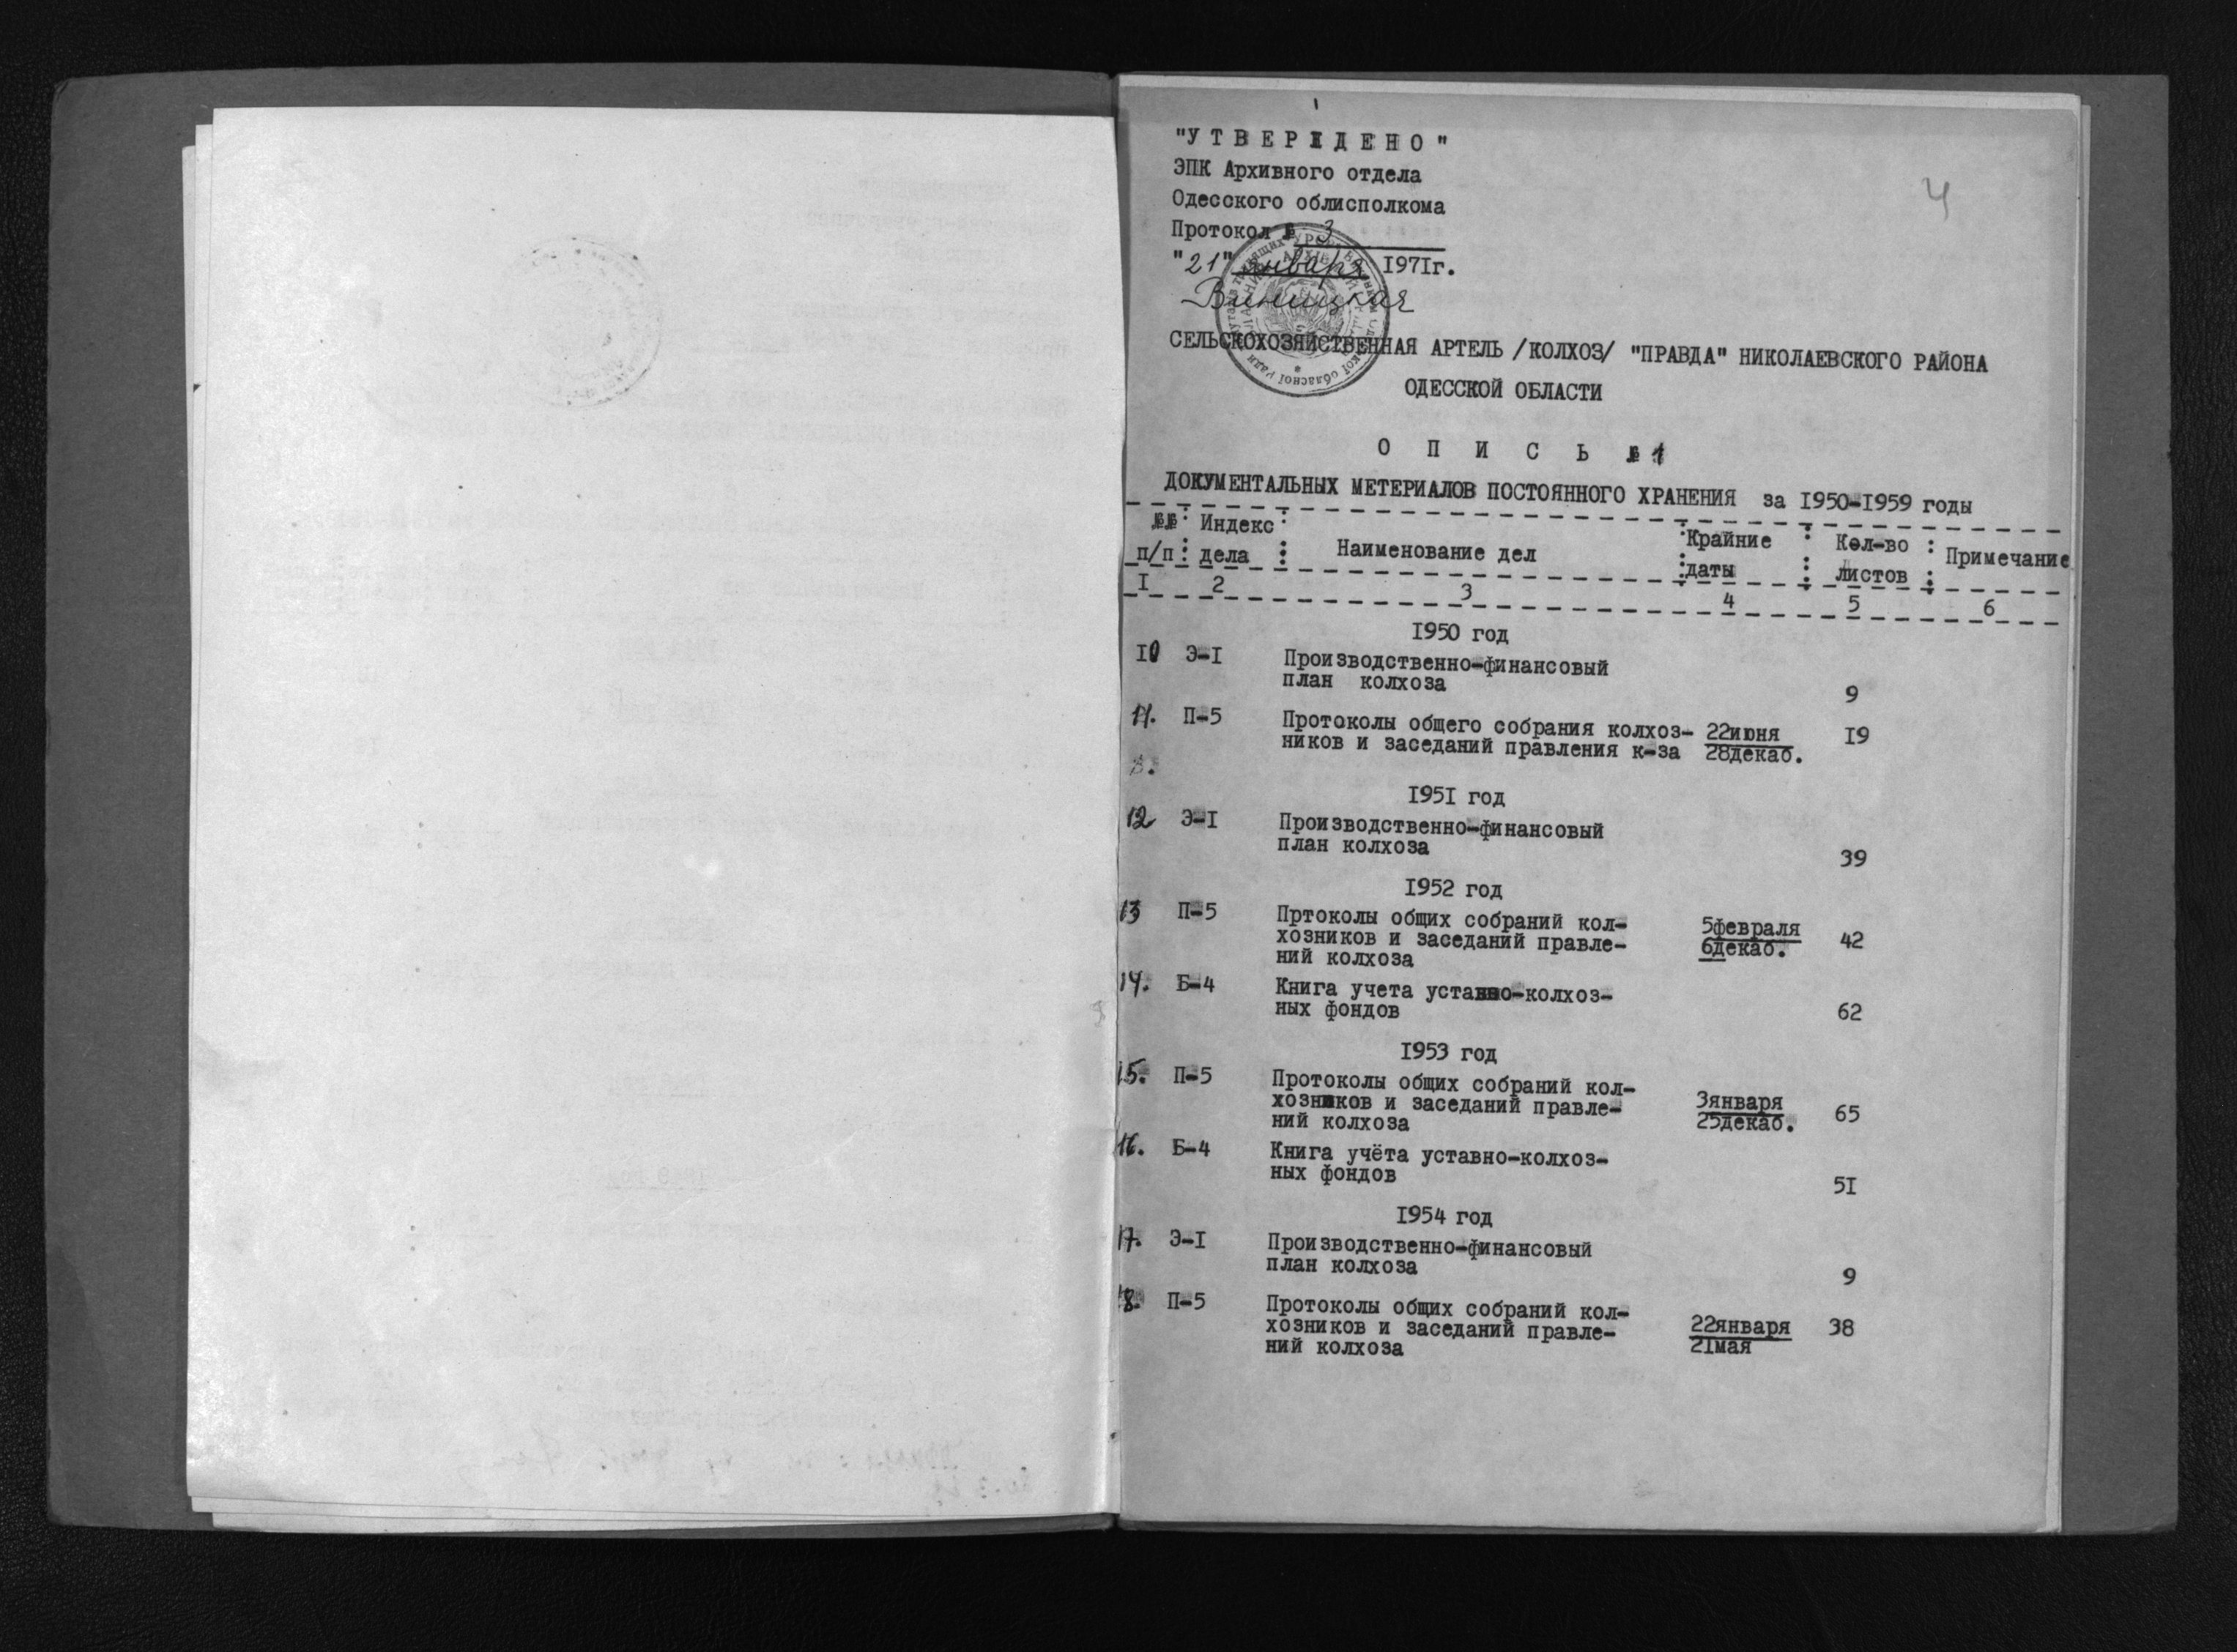 4
"УТВЕРЖДЕНО"
ЭПК Архивного отдела
Одесского облисполкома
Протокол № 3
"21" января 1971г.
Виницкая
СЕЛЬСКОХОЗЯЙСТВЕННАЯ АРТЕЛЬ /КОЛХОЗ/ "ПРАВДА" НИКОЛАЕВСКОГО РАЙОНА
ОДЕССКОЙ ОБЛАСТИ
О П И С Ь № 1
ДОКУМЕНТАЛЬНЫХ МЕТЕРИАЛОВ ПОСТОЯННОГО ХРАНЕНИЯ за 1950-1959 годы
№№ Индекс Крайние Кол-во
п/п дела Наименование дел даты листов Примечание
1 2 3 4 5 6
1950 год
10 Э-1 Производственно-финансовый
план колхоза 9
11. П-5 Протоколы общего собрания колхоз- 22июня 19
ников и заседаний правления к-за 28декаб.
3.
1951 год
12 Э-1 Производственно-финансовый
план колхоза 39
1952 год
13 П-5 Пртоколы общих собраний кол- 5февраля
хозников и заседаний правле- 6декаб. 42
ний колхоза
14. Б-4 Книга учета уставно-колхоз-
ных фондов 62
1953 год
15. П-5 Протоколы общих собраний кол-
хозников и заседаний правле- 3января 65
ний колхоза 25декаб.
16. Б-4 Книга учёта уставно-колхоз-
ных фондов 51
1954 год
17. Э-1 Производственно-финансовый
план колхоза 9
18. П-5 Протоколы общих собраний кол-
хозников и заседаний правле- 22января 38
ний колхоза 21мая